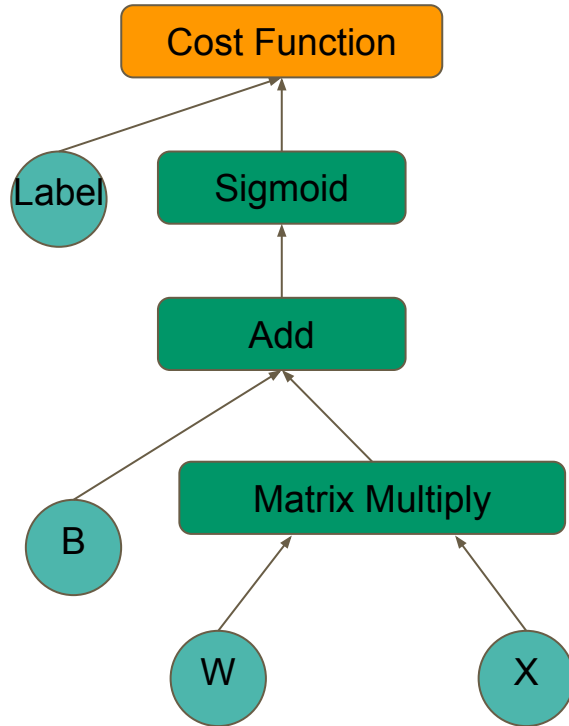 Cost Function
Label
Sigmoid
Add
Matrix Multiply
B
W
X